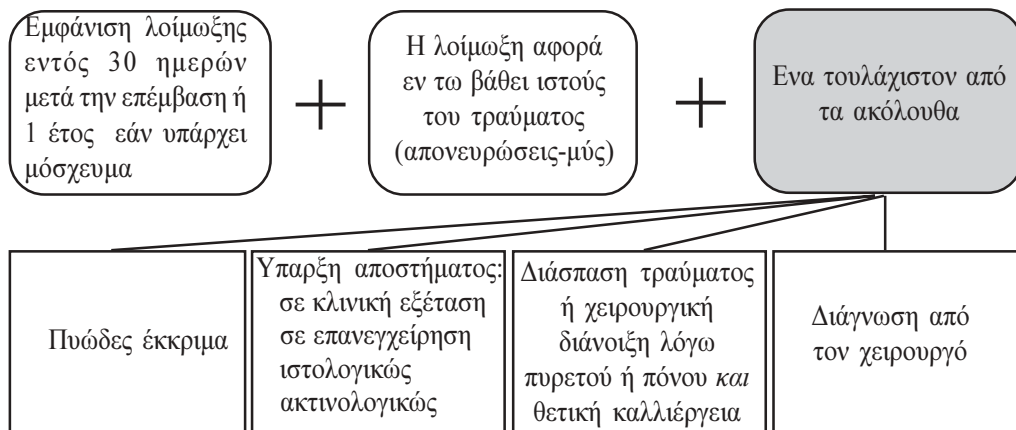 Εμφάνιση λοίμωξης
εντός 30 ημερών
μετά την επέμβαση ή
1 έτος εάν υπάρχει
μόσχευμα
+
Η λοίμωξη αφορά
εν τω βάθει ιστούς
του τραύματος
(απονευρώσεις-μύς)
+
Ενα τουλάχιστον από
τα ακόλουθα
Πυώδες έκκριμα
Υπαρξη αποστήματος:
σε κλινική εξέταση
σε επανεγχείρηση
ιστολογικώς
ακτινολογικώς
Διάσπαση τραύματος
ή χειρουργική
διάνοιξη λόγω
πυρετού ή πόνου και
θετική καλλιέργεια
Διάγνωση από
τον χειρουργό